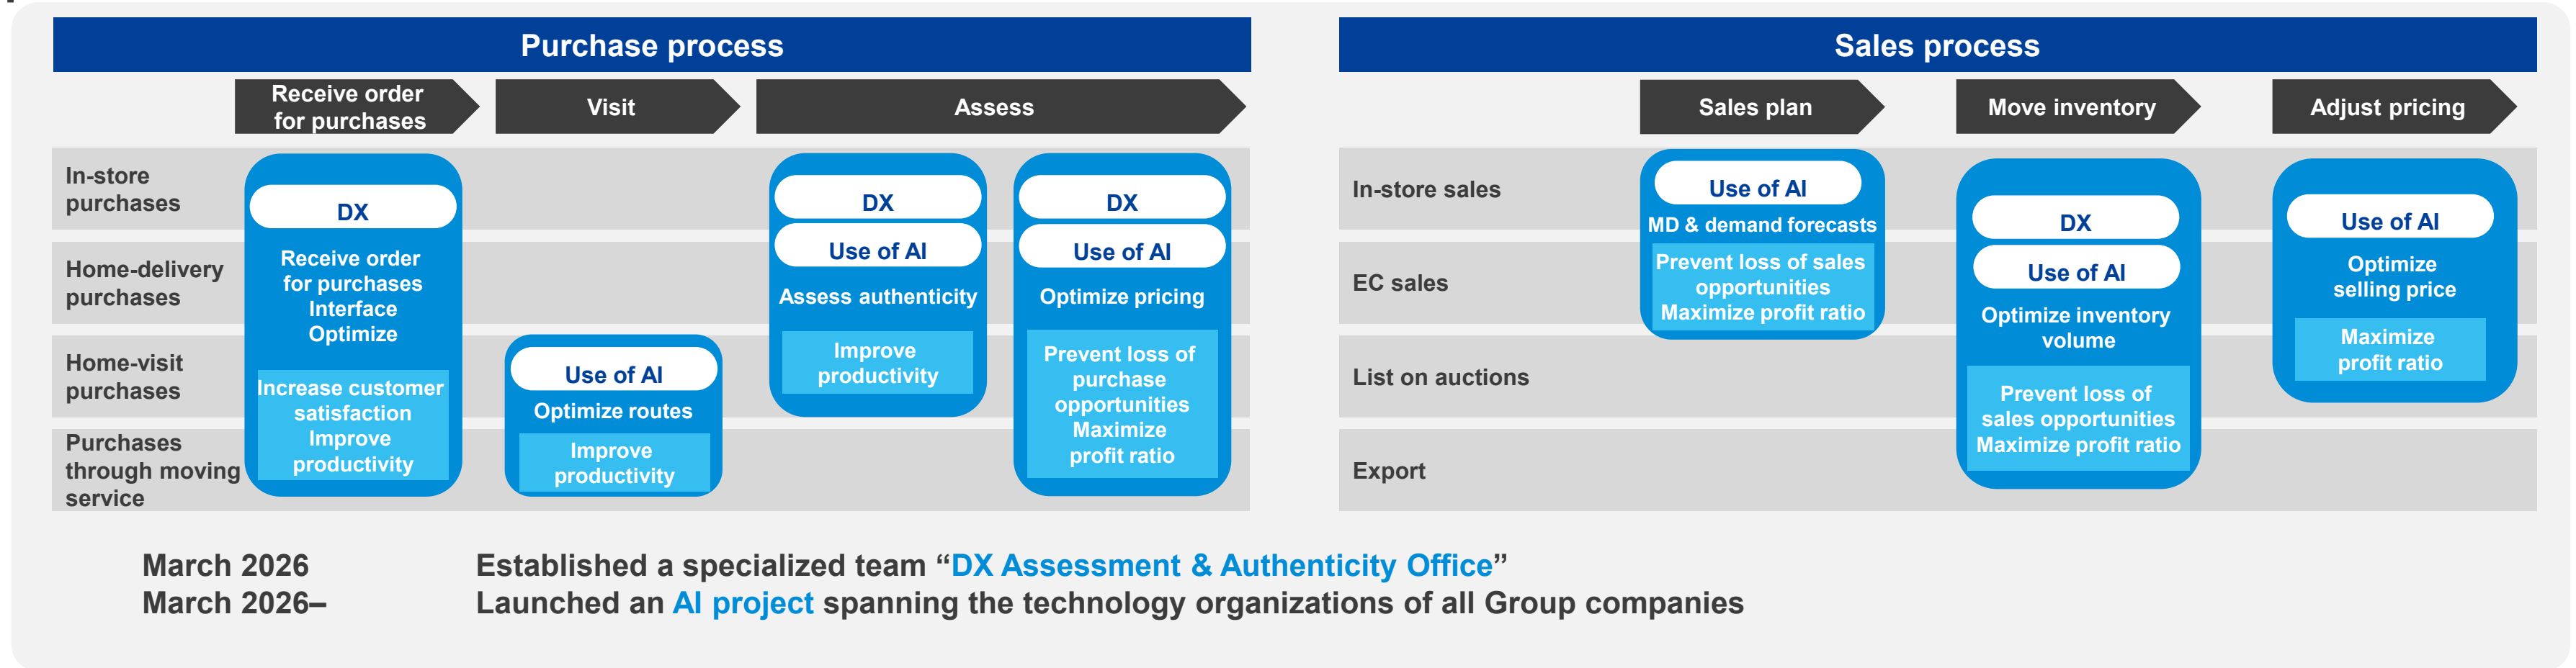 Purchase process
Receive order
for purchases
Visit
Assess
In-store
purchases
Home-delivery
purchases
Home-visit
purchases
Purchases
through moving
service
DX
Receive order
for purchases
Interface
Optimize
Increase customer
satisfaction
Improve
productivity
Use of AI
Optimize routes
Improve
productivity
DX
Use of AI
Assess authenticity
Improve
productivity
DX
Use of AI
Optimize pricing
Prevent loss of
purchase
opportunities
Maximize
profit ratio
Sales process
Sales plan
Move inventory
Adjust pricing
In-store sales
EC sales
List on auctions
Export
Use of AI
MD & demand forecasts
Prevent loss of sales
opportunities
Maximize profit ratio
DX
Use of AI
Optimize inventory
volume
Prevent loss of
sales opportunities
Maximize profit ratio
Use of AI
Optimize
selling price
Maximize
profit ratio
March 2026 Established a specialized team “DX Assessment & Authenticity Office”
March 2026– Launched an AI project spanning the technology organizations of all Group companies